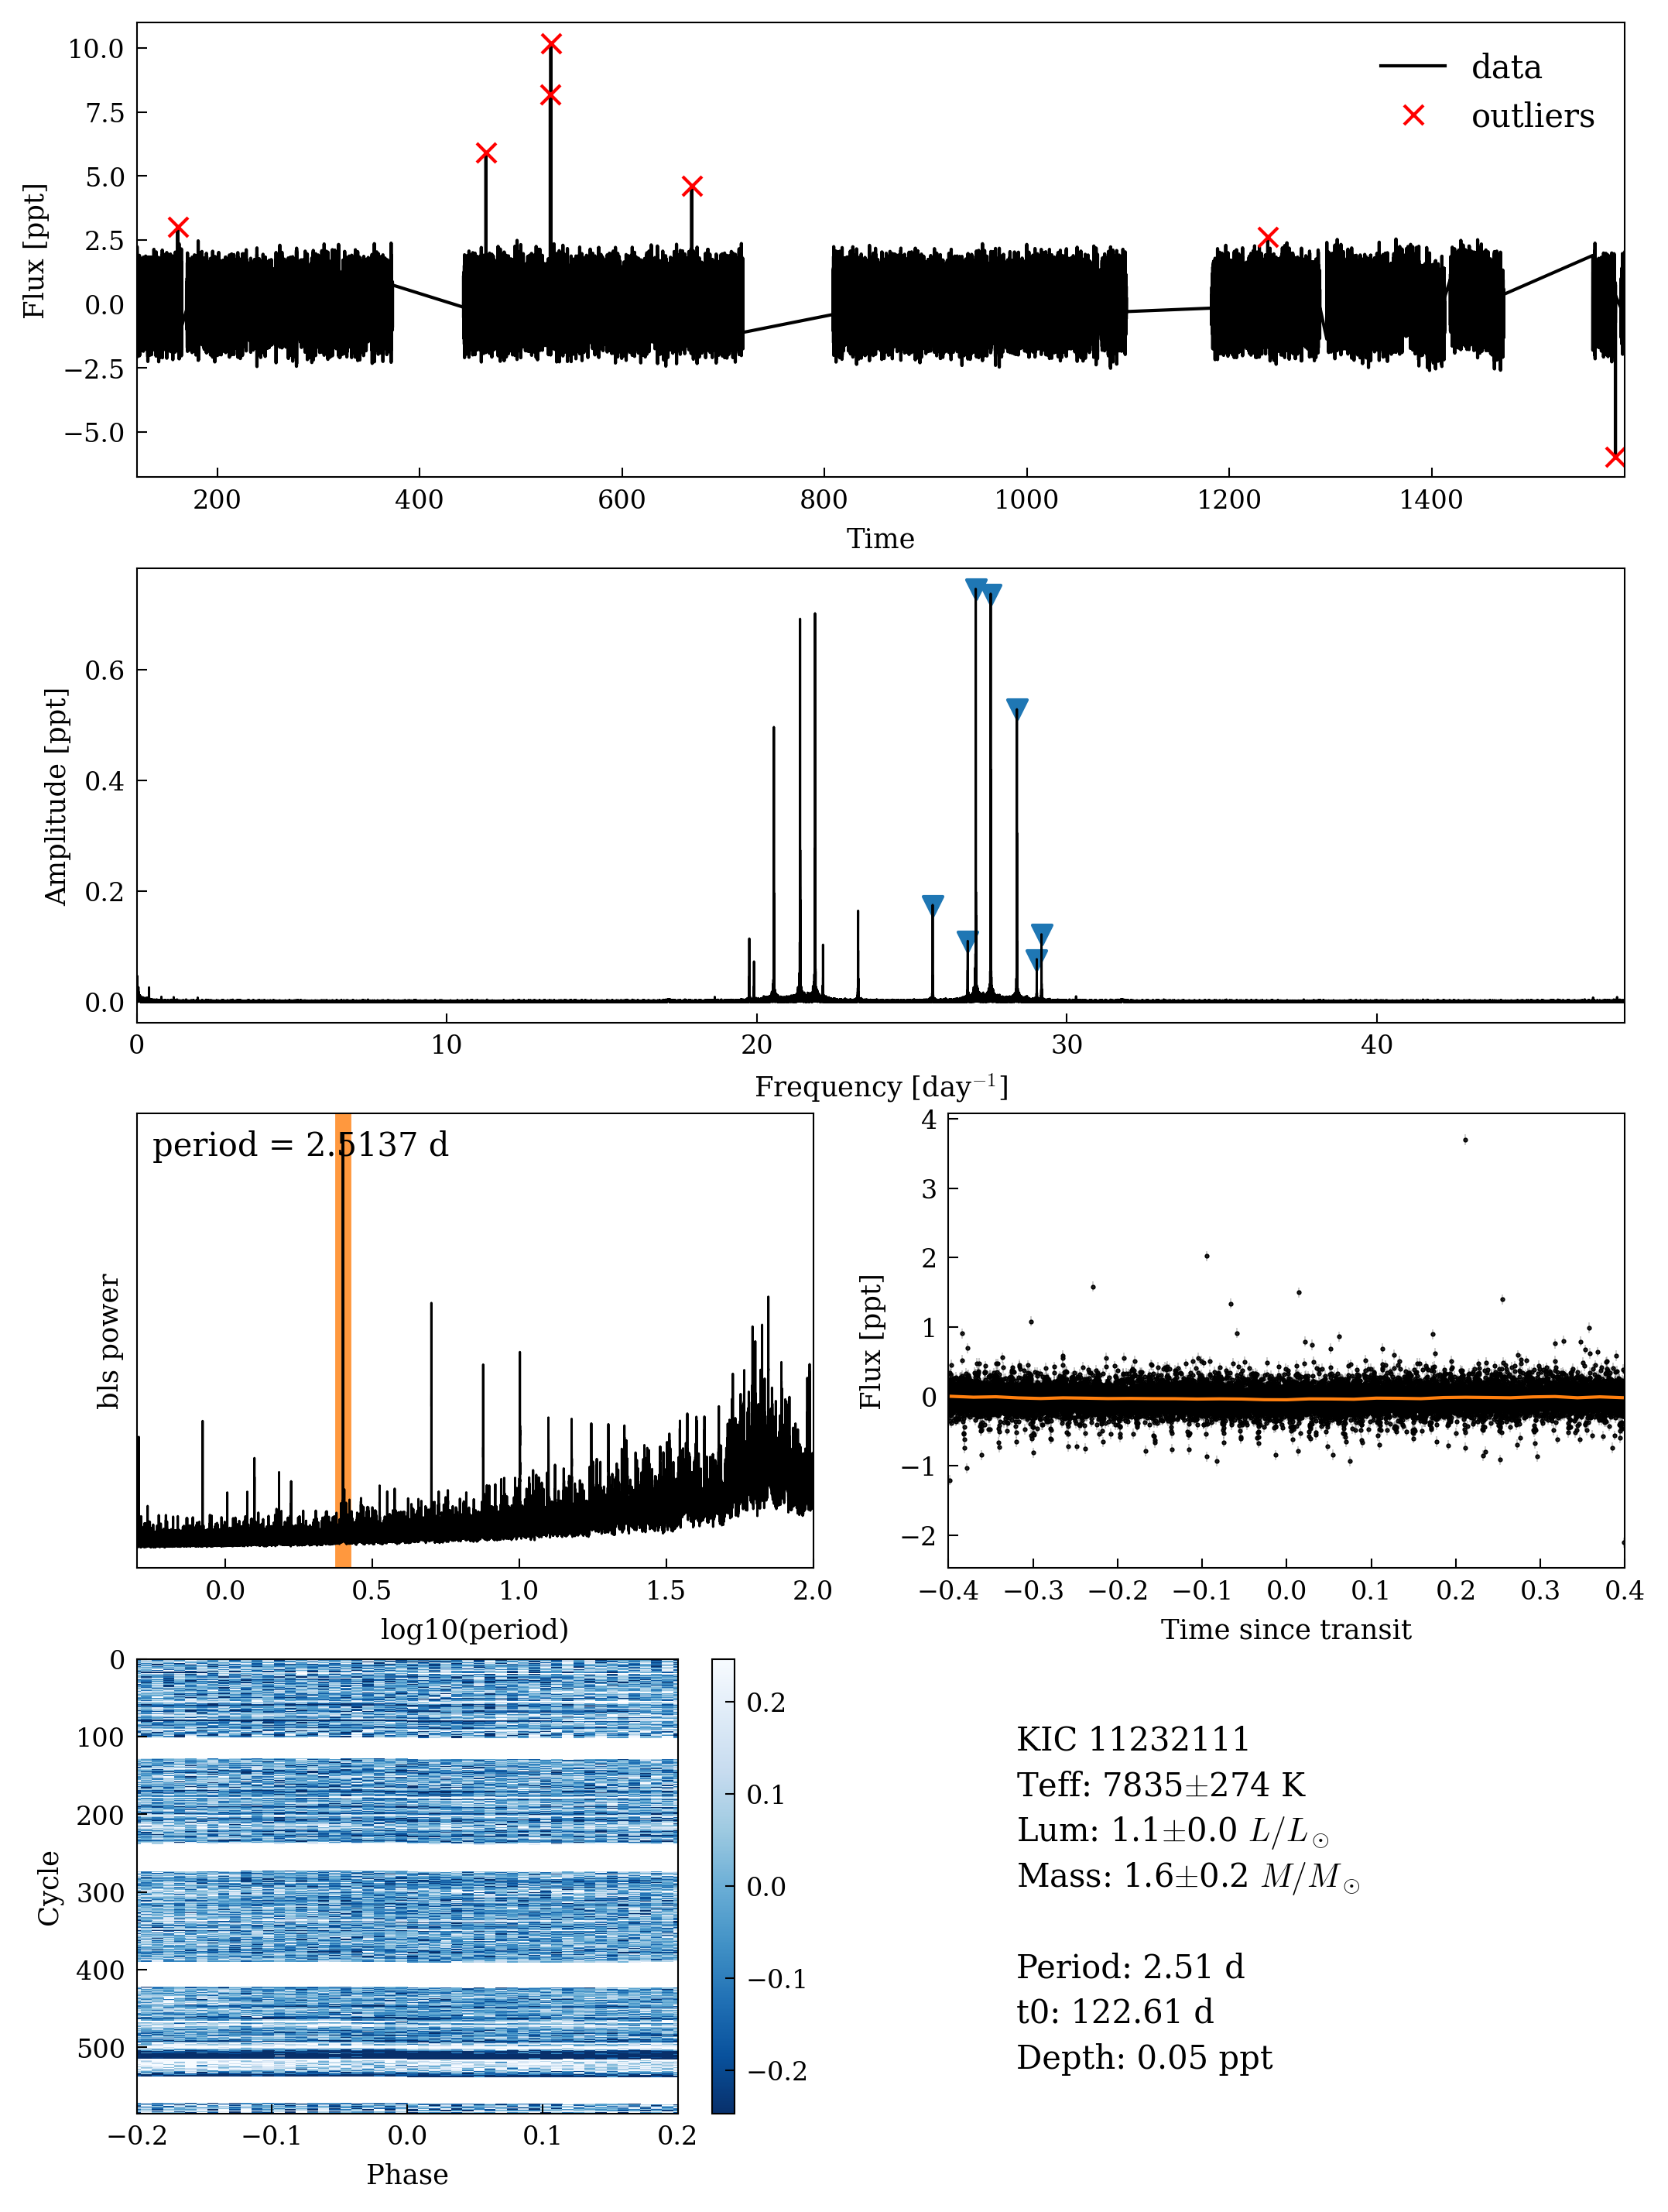 10.0
7.5
5.0
2.5
0.0
−2.5
−5.0
Flux [ppt]
data
outliers
200 400 600 800 1000 1200 1400
Time
0.6
0.4
0.2
0.0
Amplitude [ppt]
0 10 20 30 40
Frequency [day⁻¹]
period = 2.5137 d
bls power
0.0 0.5 1.0 1.5 2.0
log10(period)
4
3
2
1
0
−1
−2
Flux [ppt]
−0.4 −0.3 −0.2 −0.1 0.0 0.1 0.2 0.3 0.4
Time since transit
0
100
200
300
400
500
Cycle
−0.2 −0.1 0.0 0.1 0.2
Phase
0.2
0.1
0.0
−0.1
−0.2
KIC 11232111
Teff: 7835±274 K
Lum: 1.1±0.0 L/L☉
Mass: 1.6±0.2 M/M☉
Period: 2.51 d
t0: 122.61 d
Depth: 0.05 ppt